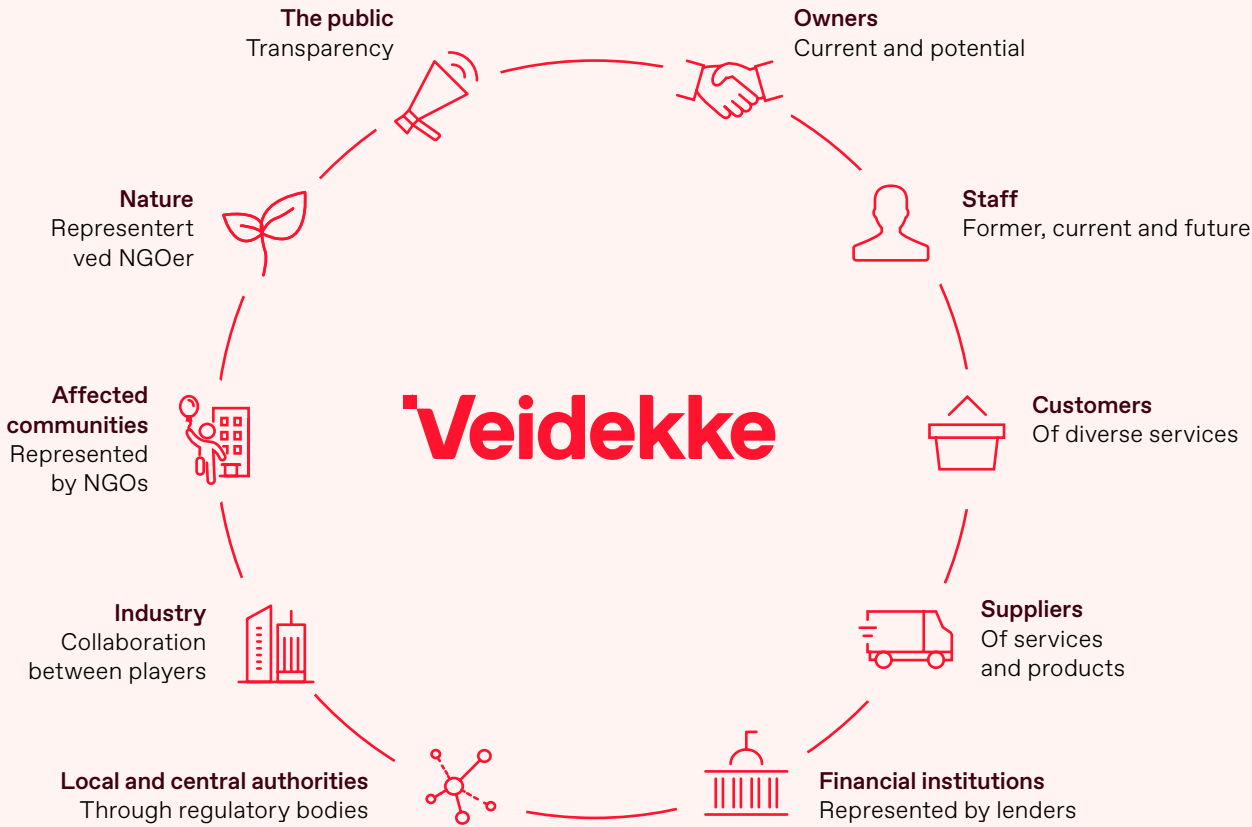 The public
Transparency
Owners
Current and potential
Staff
Former, current and future
Customers
Of diverse services
Suppliers
Of services
and products
Financial institutions
Represented by lenders
Local and central authorities
Through regulatory bodies
Industry
Collaboration
between players
Affected
communities
Represented
by NGOs
Nature
Representert
ved NGOer
Veidekke